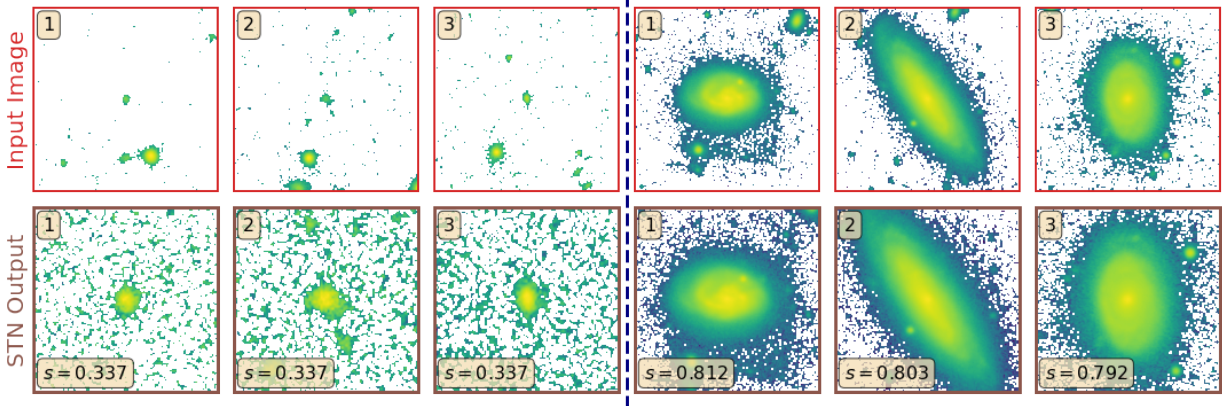 Input Image
1
2
3
1
2
3
STN Output
1
2
3
1
2
3
s = 0.337
s = 0.337
s = 0.337
s = 0.812
s = 0.803
s = 0.792